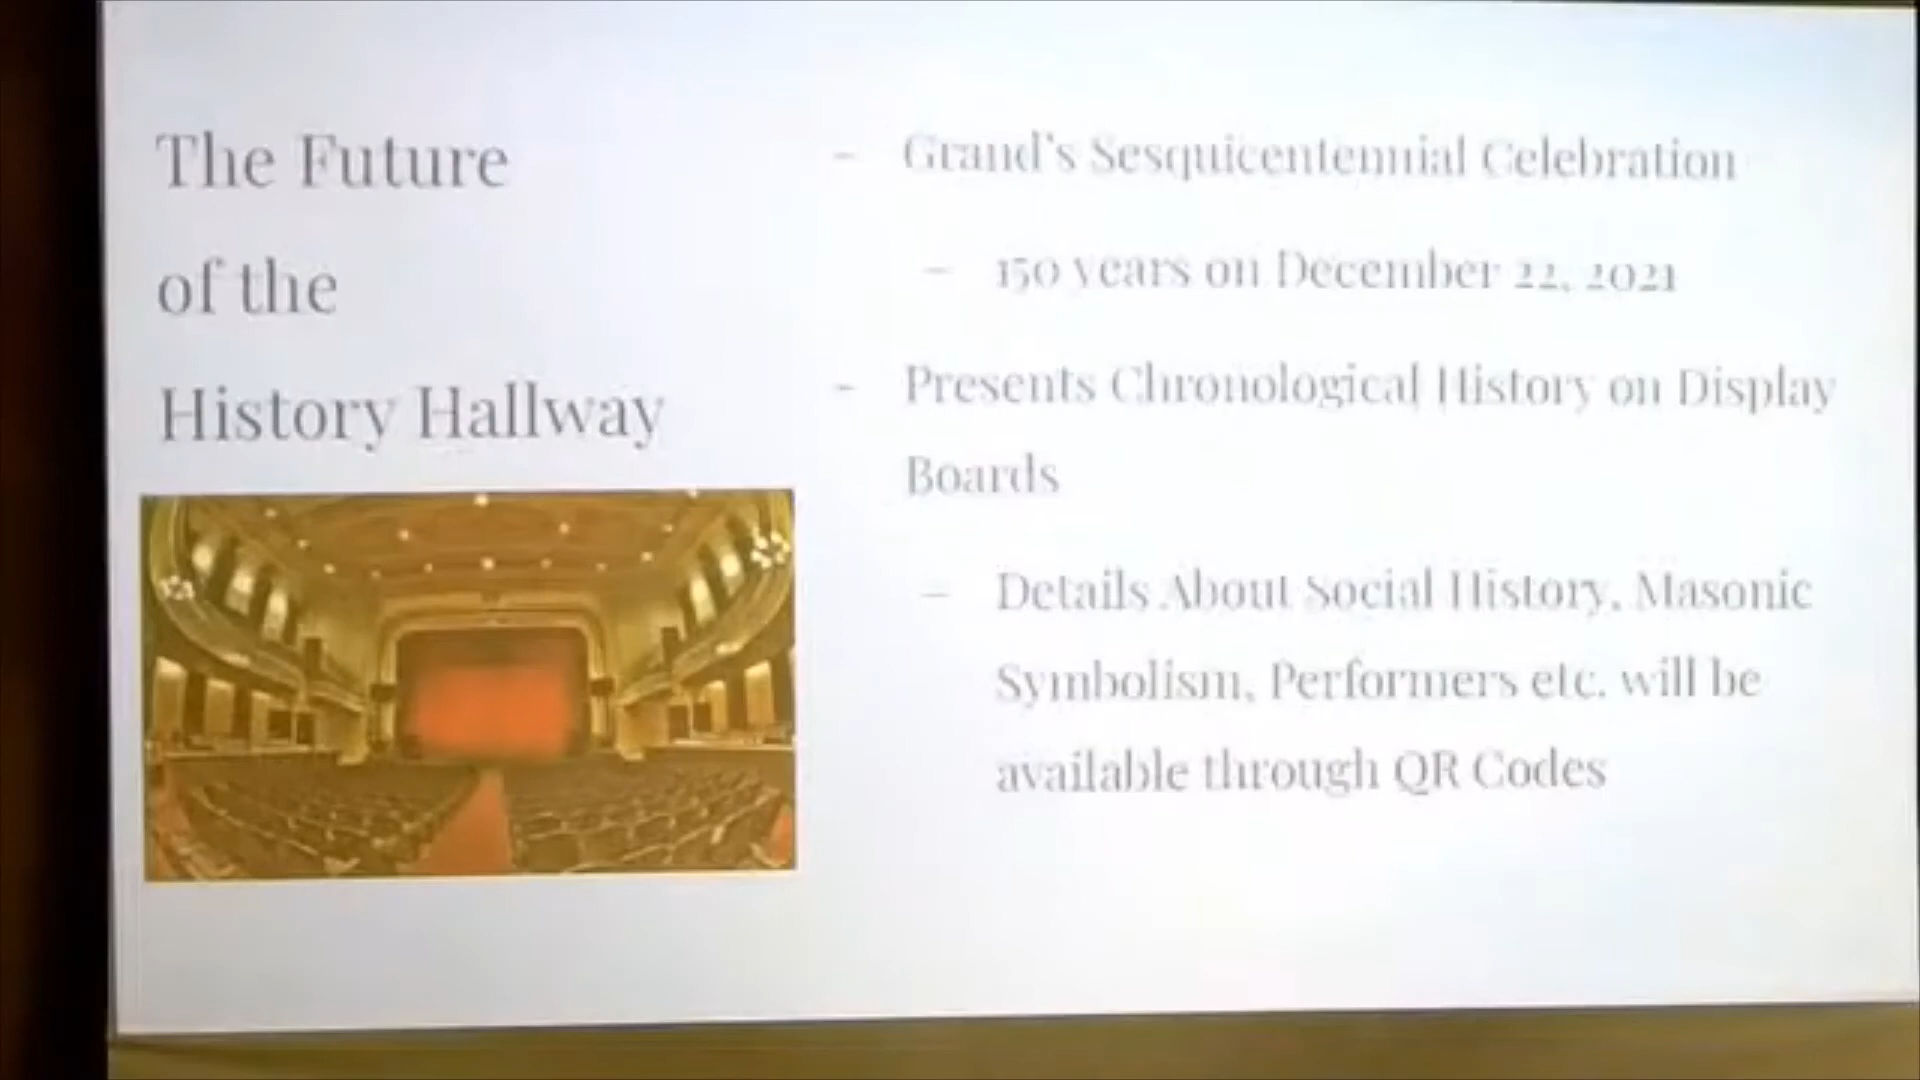 The Future
of the
History Hallway
- Grand's Sesquicentennial Celebration
- 150 years on December 22, 2021
- Presents Chronological History on Display
Boards
- Details About Social History, Masonic
Symbolism, Performers etc. will be
available through QR Codes